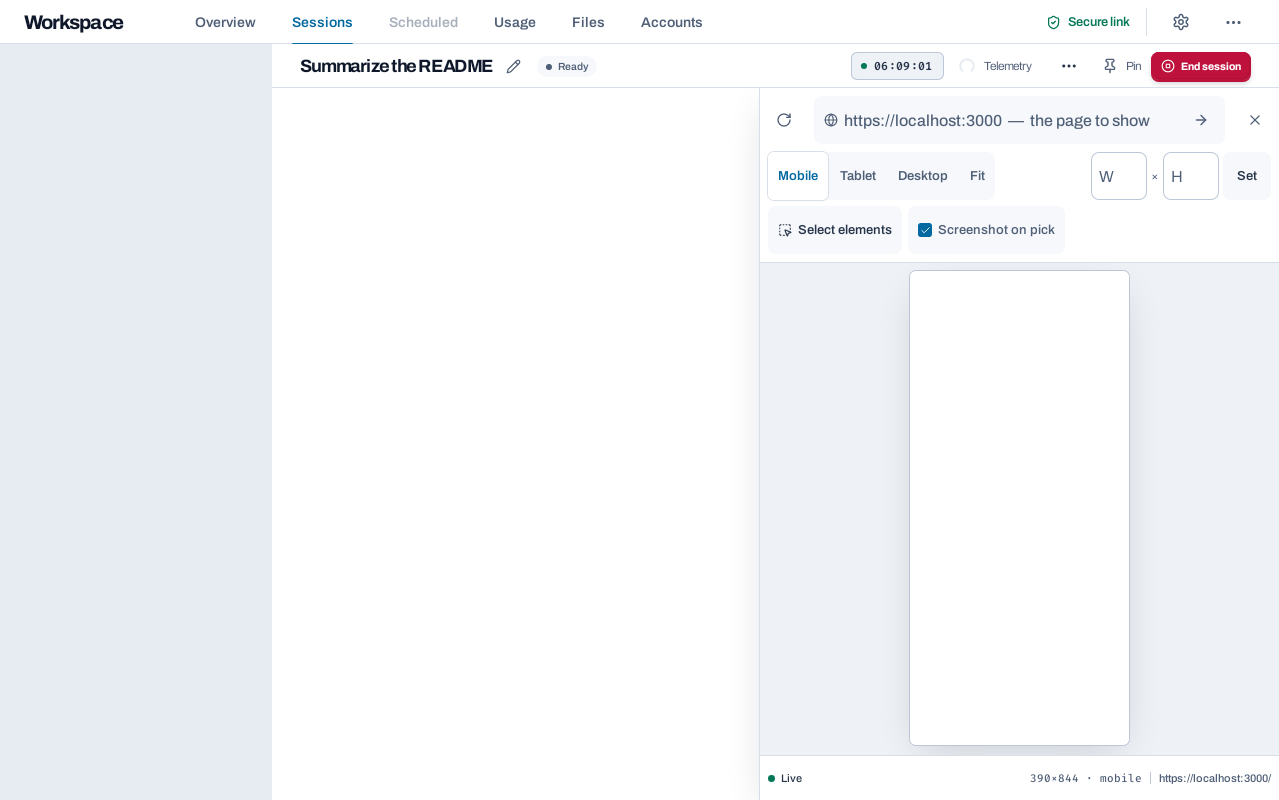 Workspace
Overview
Sessions
Scheduled
Usage
Files
Accounts
Secure link
Summarize the README
Ready
06:09:01
Telemetry
Pin
End session
https://localhost:3000 — the page to show
Mobile
Tablet
Desktop
Fit
W
×
H
Set
Select elements
Screenshot on pick
Live
390×844 · mobile
https://localhost:3000/